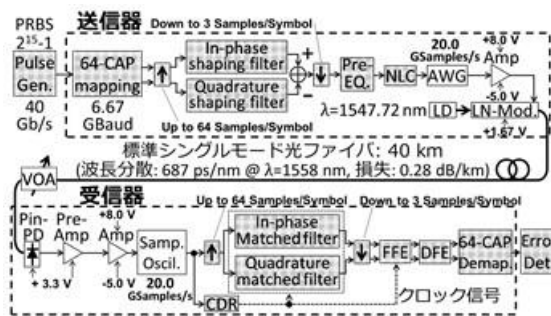 PRBS
2¹⁵-1
Pulse
Gen.
40
Gb/s
送信器
64-CAP
mapping
6.67
GBaud
Up to 64 Samples/Symbol
Down to 3 Samples/Symbol
In-phase
shaping filter
Quadrature
shaping filter
+
−
Pre-
EQ.
NLC
AWG
20.0
GSamples/s
+8.0 V
Amp
-5.0 V
λ=1547.72 nm
LD
LN-Mod.
+1.67 V
標準シングルモード光ファイバ: 40 km
(波長分散: 687 ps/nm @ λ=1558 nm, 損失: 0.28 dB/km)
VOA
受信器
Pin-
PD
+ 3.3 V
Pre-
Amp
+8.0 V
Amp
-5.0 V
Samp.
Oscil.
20.0
GSamples/s
Up to 64 Samples/Symbol
Down to 3 Samples/Symbol
In-phase
Matched filter
Quadrature
matched filter
CDR
FFE
DFE
64-CAP
Demap.
Error
Det.
クロック信号